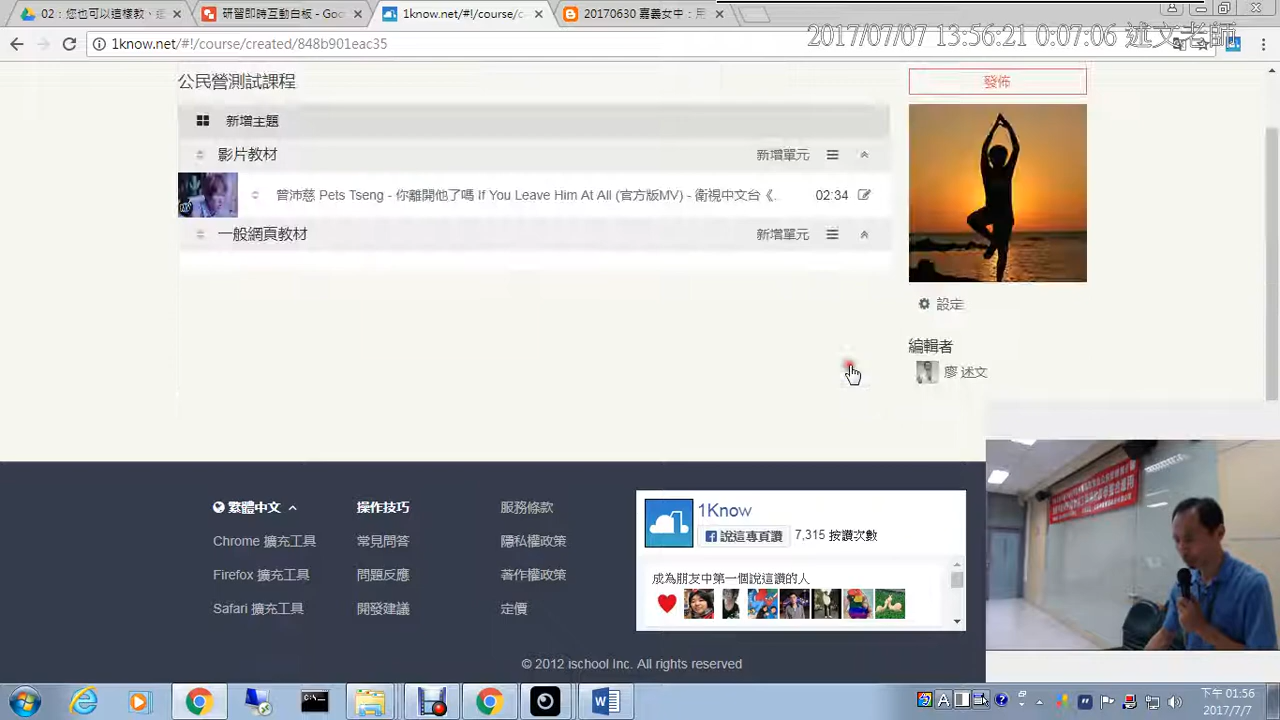 02：您也可以這樣教．
研習即時互動白板 - Goo
1know.net/#!/course/c
20170630 嘉義女中：用
1know.net/#!/course/created/848b901eac35
2017/07/07 13:56:21 0:07:06 述文老師
公民營測試課程
發佈
新增主題
影片教材
新增單元
曾沛慈 Pets Tseng - 你離開他了嗎 If You Leave Him At All (官方版MV) - 衛視中文台《..
02:34
一般網頁教材
新增單元
設定
編輯者
廖 述文
繁體中文
操作技巧
服務條款
Chrome 擴充工具
常見問答
隱私權政策
Firefox 擴充工具
問題反應
著作權政策
Safari 擴充工具
開發建議
定價
1Know
說這專頁讚
7,315 按讚次數
成為朋友中第一個說這讚的人
© 2012 ischool Inc. All rights reserved
下午 01:56
2017/7/7